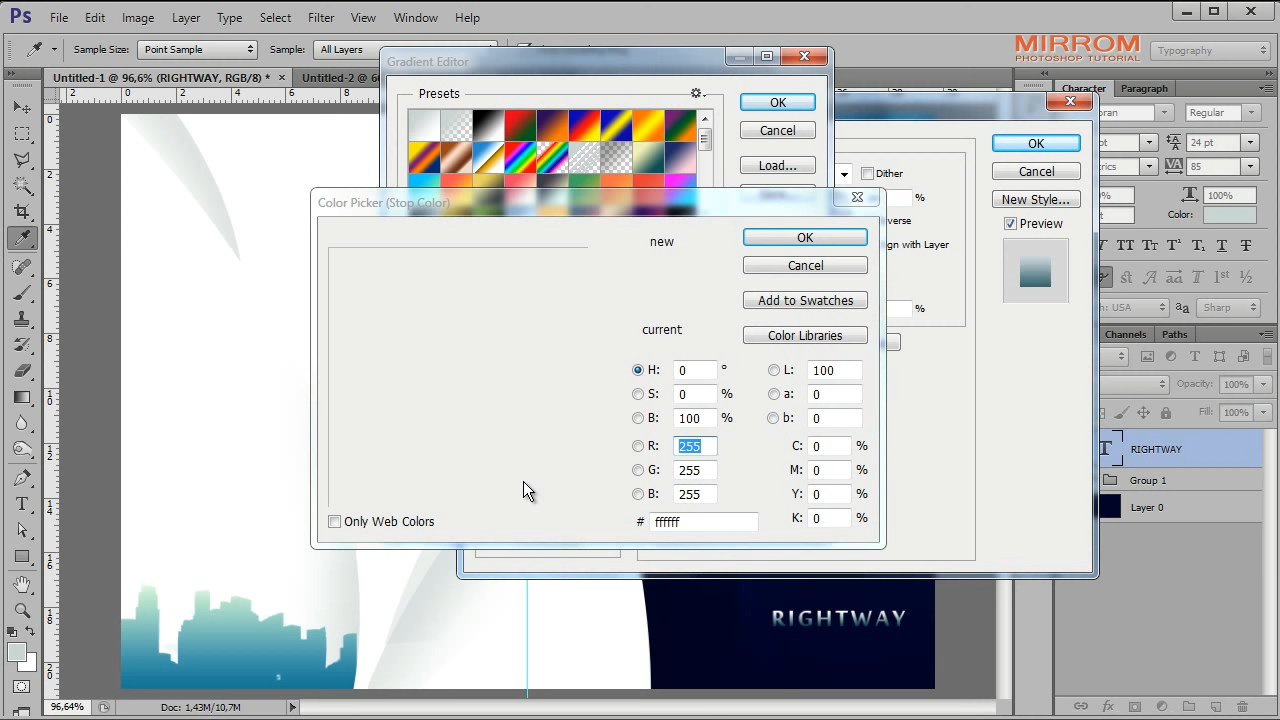 Ps File Edit Image Layer Type Select Filter View Window Help
Sample Size: Point Sample Sample: All Layers
MIRROM
PHOTOSHOP TUTORIAL
Typography
Untitled-1 @ 96,6% (RIGHTWAY, RGB/8) * × Untitled-2 @
Gradient Editor
Presets
OK
Cancel
Load...
Color Picker (Stop Color)
new
current
OK
Cancel
Add to Swatches
Color Libraries
H: 0 °
S: 0 %
B: 100 %
R: 255
G: 255
B: 255
# ffffff
L: 100
a: 0
b: 0
C: 0 %
M: 0 %
Y: 0 %
K: 0 %
Only Web Colors
Dither
%
%
OK
Cancel
New Style...
Preview
Character Paragraph
Regular
24 pt
85
100%
100%
Color:
Sharp
Channels Paths
Opacity: 100%
Fill: 100%
RIGHTWAY
Group 1
Layer 0
RIGHTWAY
96,64% Doc: 1,43M/10,7M